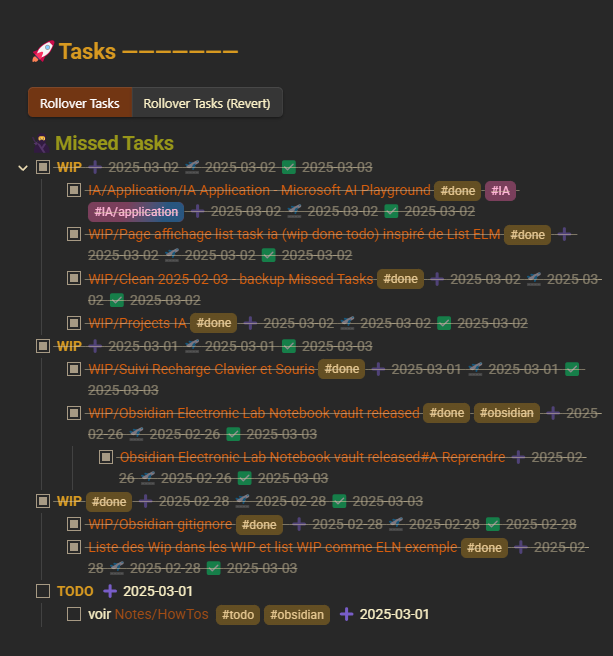 🚀 Tasks ———————
Rollover Tasks Rollover Tasks (Revert)
Missed Tasks
WIP ➕ 2025-03-02 🛫 2025-03-02 ✅ 2025-03-03
IA/Application/IA Application - Microsoft AI Playground #done #IA
#IA/application ➕ 2025-03-02 🛫 2025-03-02 ✅ 2025-03-02
WIP/Page affichage list task ia (wip done todo) inspiré de List ELM #done ➕
2025-03-02 🛫 2025-03-02 ✅ 2025-03-02
WIP/Clean 2025-02-03 - backup Missed Tasks #done ➕ 2025-03-02 🛫 2025-03-
02 ✅ 2025-03-02
WIP/Projects IA #done ➕ 2025-03-02 🛫 2025-03-02 ✅ 2025-03-02
WIP ➕ 2025-03-01 🛫 2025-03-01 ✅ 2025-03-03
WIP/Suivi Recharge Clavier et Souris #done ➕ 2025-03-01 🛫 2025-03-01 ✅
2025-03-03
WIP/Obsidian Electronic Lab Notebook vault released #done #obsidian ➕ 2025-
02-26 🛫 2025-02-26 ✅ 2025-03-03
Obsidian Electronic Lab Notebook vault released#A Reprendre ➕ 2025-02-
26 🛫 2025-02-26 ✅ 2025-03-03
WIP #done ➕ 2025-02-28 🛫 2025-02-28 ✅ 2025-03-03
WIP/Obsidian gitignore #done ➕ 2025-02-28 🛫 2025-02-28 ✅ 2025-02-28
Liste des Wip dans les WIP et list WIP comme ELN exemple #done ➕ 2025-02-
28 🛫 2025-02-28 ✅ 2025-03-03
TODO ➕ 2025-03-01
voir Notes/HowTos #todo #obsidian ➕ 2025-03-01